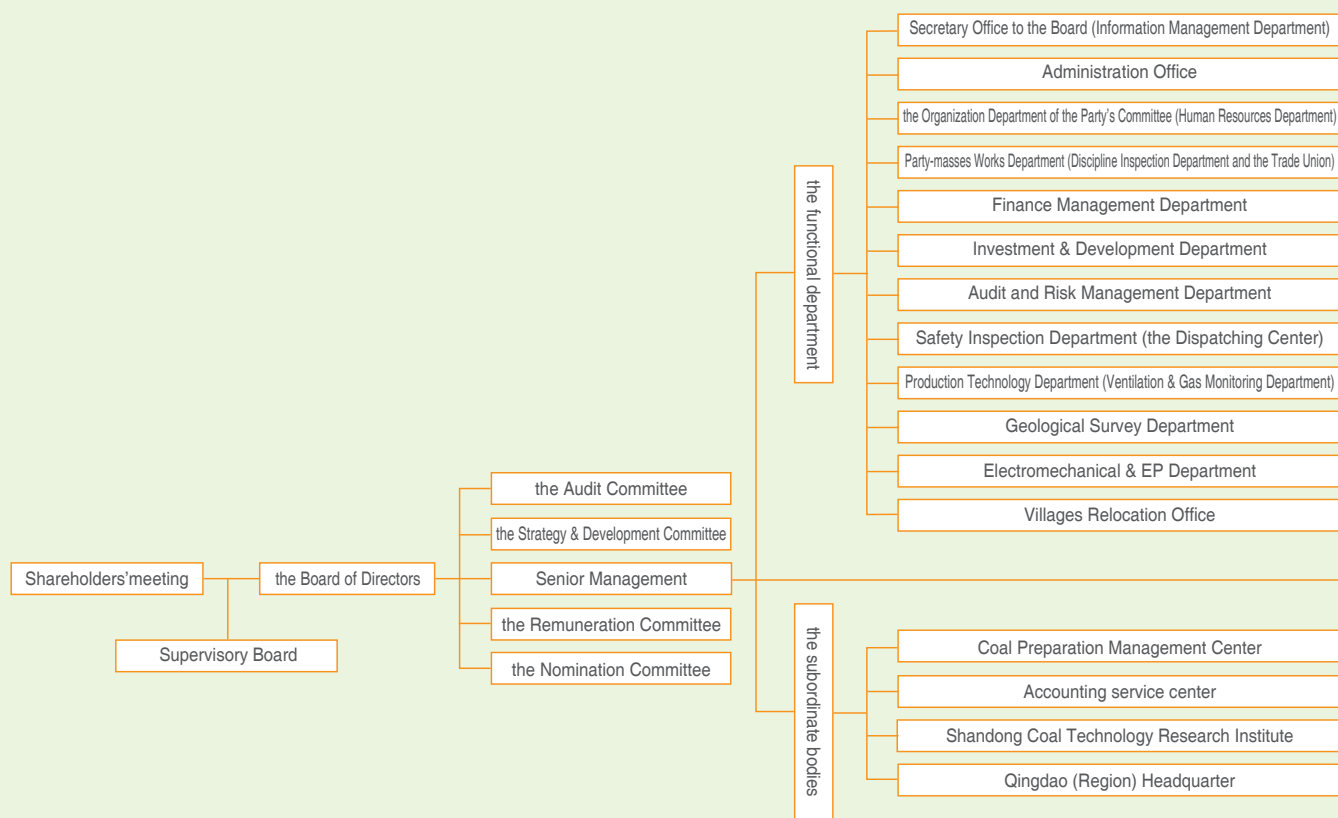 Shareholders'meeting
Supervisory Board
the Board of Directors
the Audit Committee
the Strategy & Development Committee
Senior Management
the Remuneration Committee
the Nomination Committee
the functional department
Secretary Office to the Board (Information Management Department)
Administration Office
the Organization Department of the Party's Committee (Human Resources Department)
Party-masses Works Department (Discipline Inspection Department and the Trade Union)
Finance Management Department
Investment & Development Department
Audit and Risk Management Department
Safety Inspection Department (the Dispatching Center)
Production Technology Department (Ventilation & Gas Monitoring Department)
Geological Survey Department
Electromechanical & EP Department
Villages Relocation Office
the subordinate bodies
Coal Preparation Management Center
Accounting service center
Shandong Coal Technology Research Institute
Qingdao (Region) Headquarter